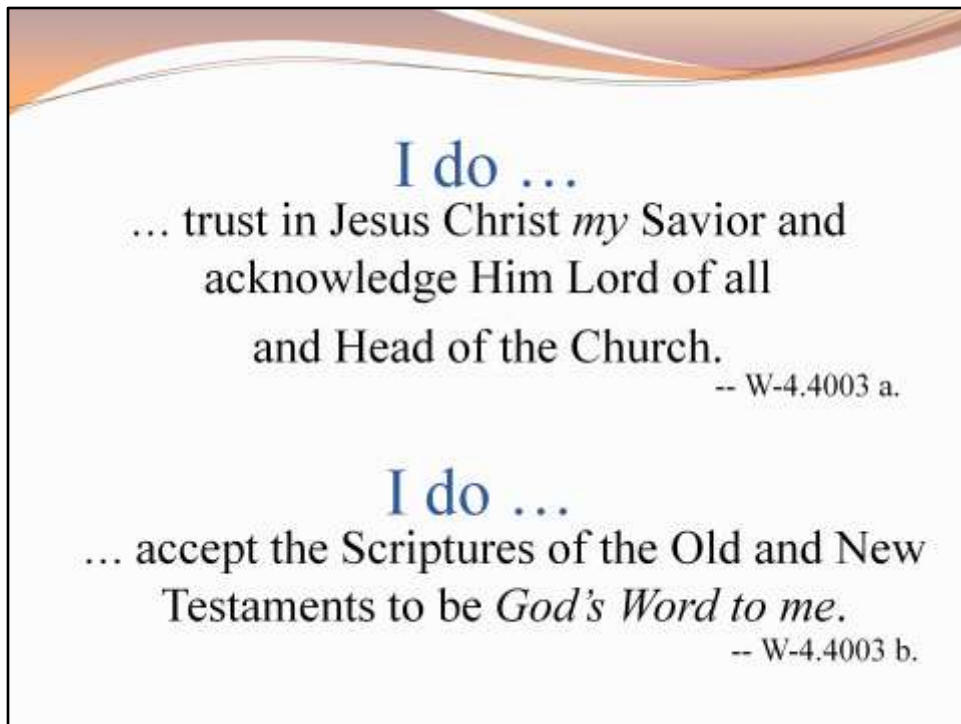 I do …
… trust in Jesus Christ my Savior and
acknowledge Him Lord of all
and Head of the Church.
-- W-4.4003 a.
I do …
… accept the Scriptures of the Old and New
Testaments to be God’s Word to me.
-- W-4.4003 b.